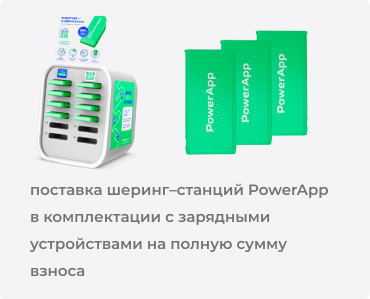 PowerApp
PowerApp
PowerApp
поставка шеринг–станций PowerApp
в комплектации с зарядными
устройствами на полную сумму
взноса